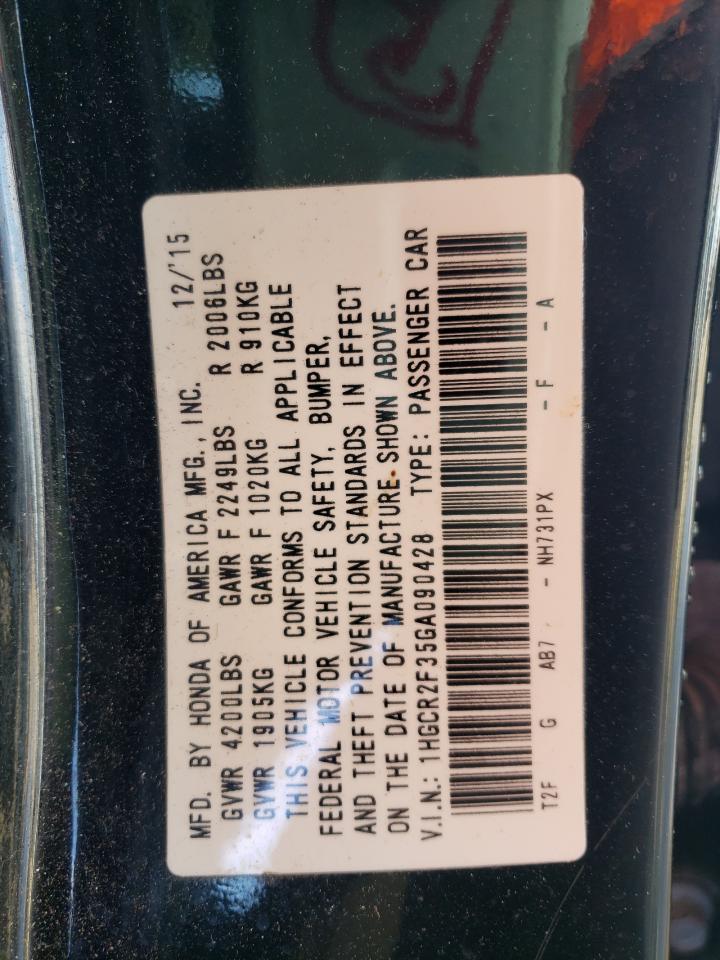 MFD. BY HONDA OF AMERICA MFG., INC. 12/'15
GVWR 4200LBS GAWR F 2249LBS R 2006LBS
GVWR 1905KG GAWR F 1020KG R 910KG
THIS VEHICLE CONFORMS TO ALL APPLICABLE
FEDERAL MOTOR VEHICLE SAFETY, BUMPER,
AND THEFT PREVENTION STANDARDS IN EFFECT
ON THE DATE OF MANUFACTURE SHOWN ABOVE.
V.I.N.: 1HGCR2F35GA090428 TYPE: PASSENGER CAR
T2F G AB7 - NH731PX - F - A